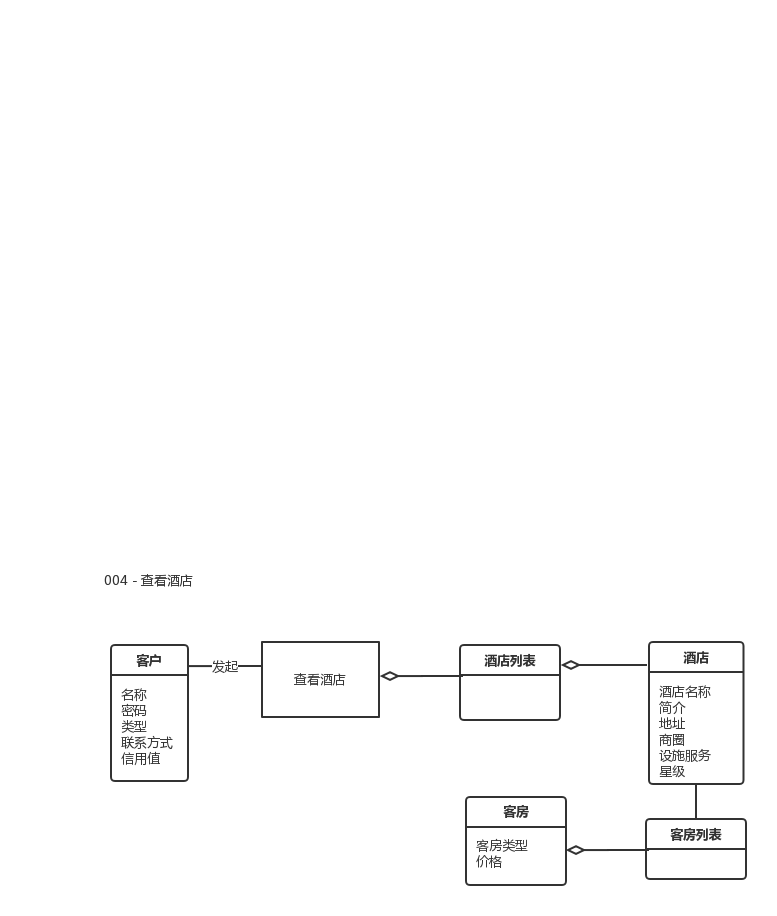 004 - 查看酒店
客户
名称
密码
类型
联系方式
信用值
发起
查看酒店
酒店列表
酒店
酒店名称
简介
地址
商圈
设施服务
星级
客房
客房类型
价格
客房列表